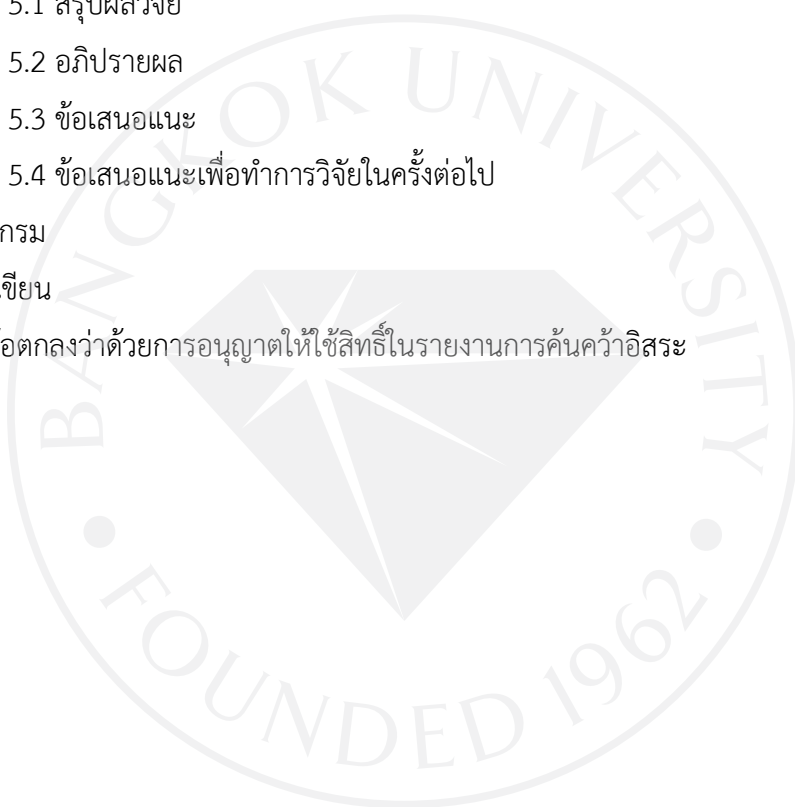 5.1 สรุปผลวิจัย
5.2 อภิปรายผล
5.3 ข้อเสนอแนะ
5.4 ข้อเสนอแนะเพื่อทำการวิจัยในครั้งต่อไป
กรม
เขียน
อตกลงว่าด้วยการอนุญาตให้ใช้สิทธิ์ในรายงานการค้นคว้าอิสระ
BANGKOK UNIVERSITY
FOUNDED 1962